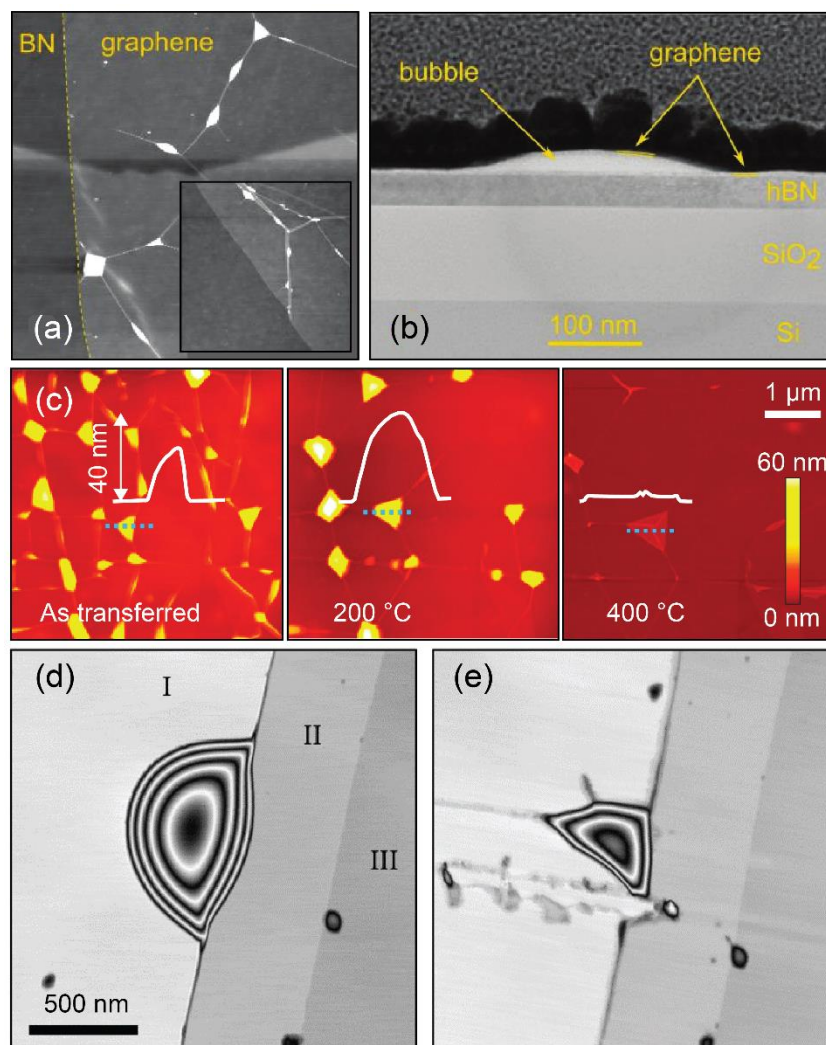 BN
graphene
(a)
bubble
graphene
hBN
SiO2
Si
100 nm
(b)
(c)
40 nm
As transferred
200 °C
400 °C
1 µm
60 nm
0 nm
(d)
I
II
III
500 nm
(e)